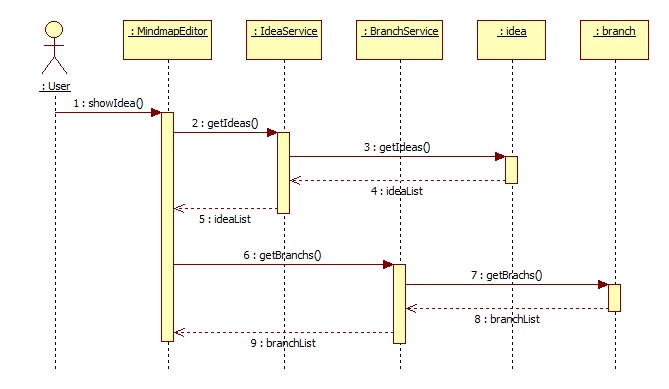 : MindmapEditor
: IdeaService
: BranchService
: idea
: branch
: User
1 : showIdea()
2 : getIdeas()
3 : getIdeas()
4 : ideaList
5 : ideaList
6 : getBranchs()
7 : getBrachs()
8 : branchList
9 : branchList